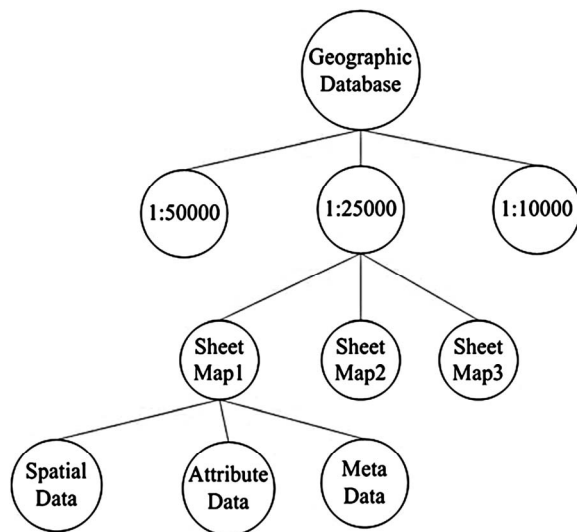 Geographic
Database
1:50000
1:25000
1:10000
Sheet
Map1
Sheet
Map2
Sheet
Map3
Spatial
Data
Attribute
Data
Meta
Data